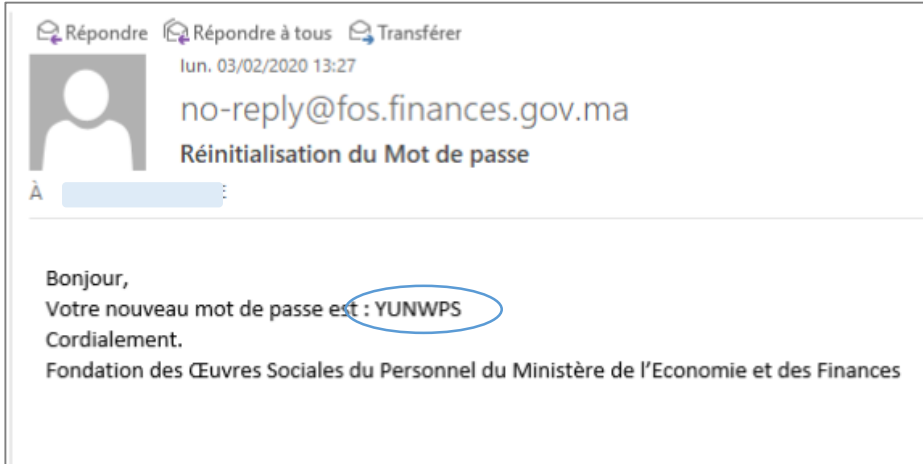 Répondre Répondre à tous Transférer
lun. 03/02/2020 13:27
no-reply@fos.finances.gov.ma
Réinitialisation du Mot de passe
À
Bonjour,
Votre nouveau mot de passe est : YUNWPS
Cordialement.
Fondation des Œuvres Sociales du Personnel du Ministère de l’Economie et des Finances